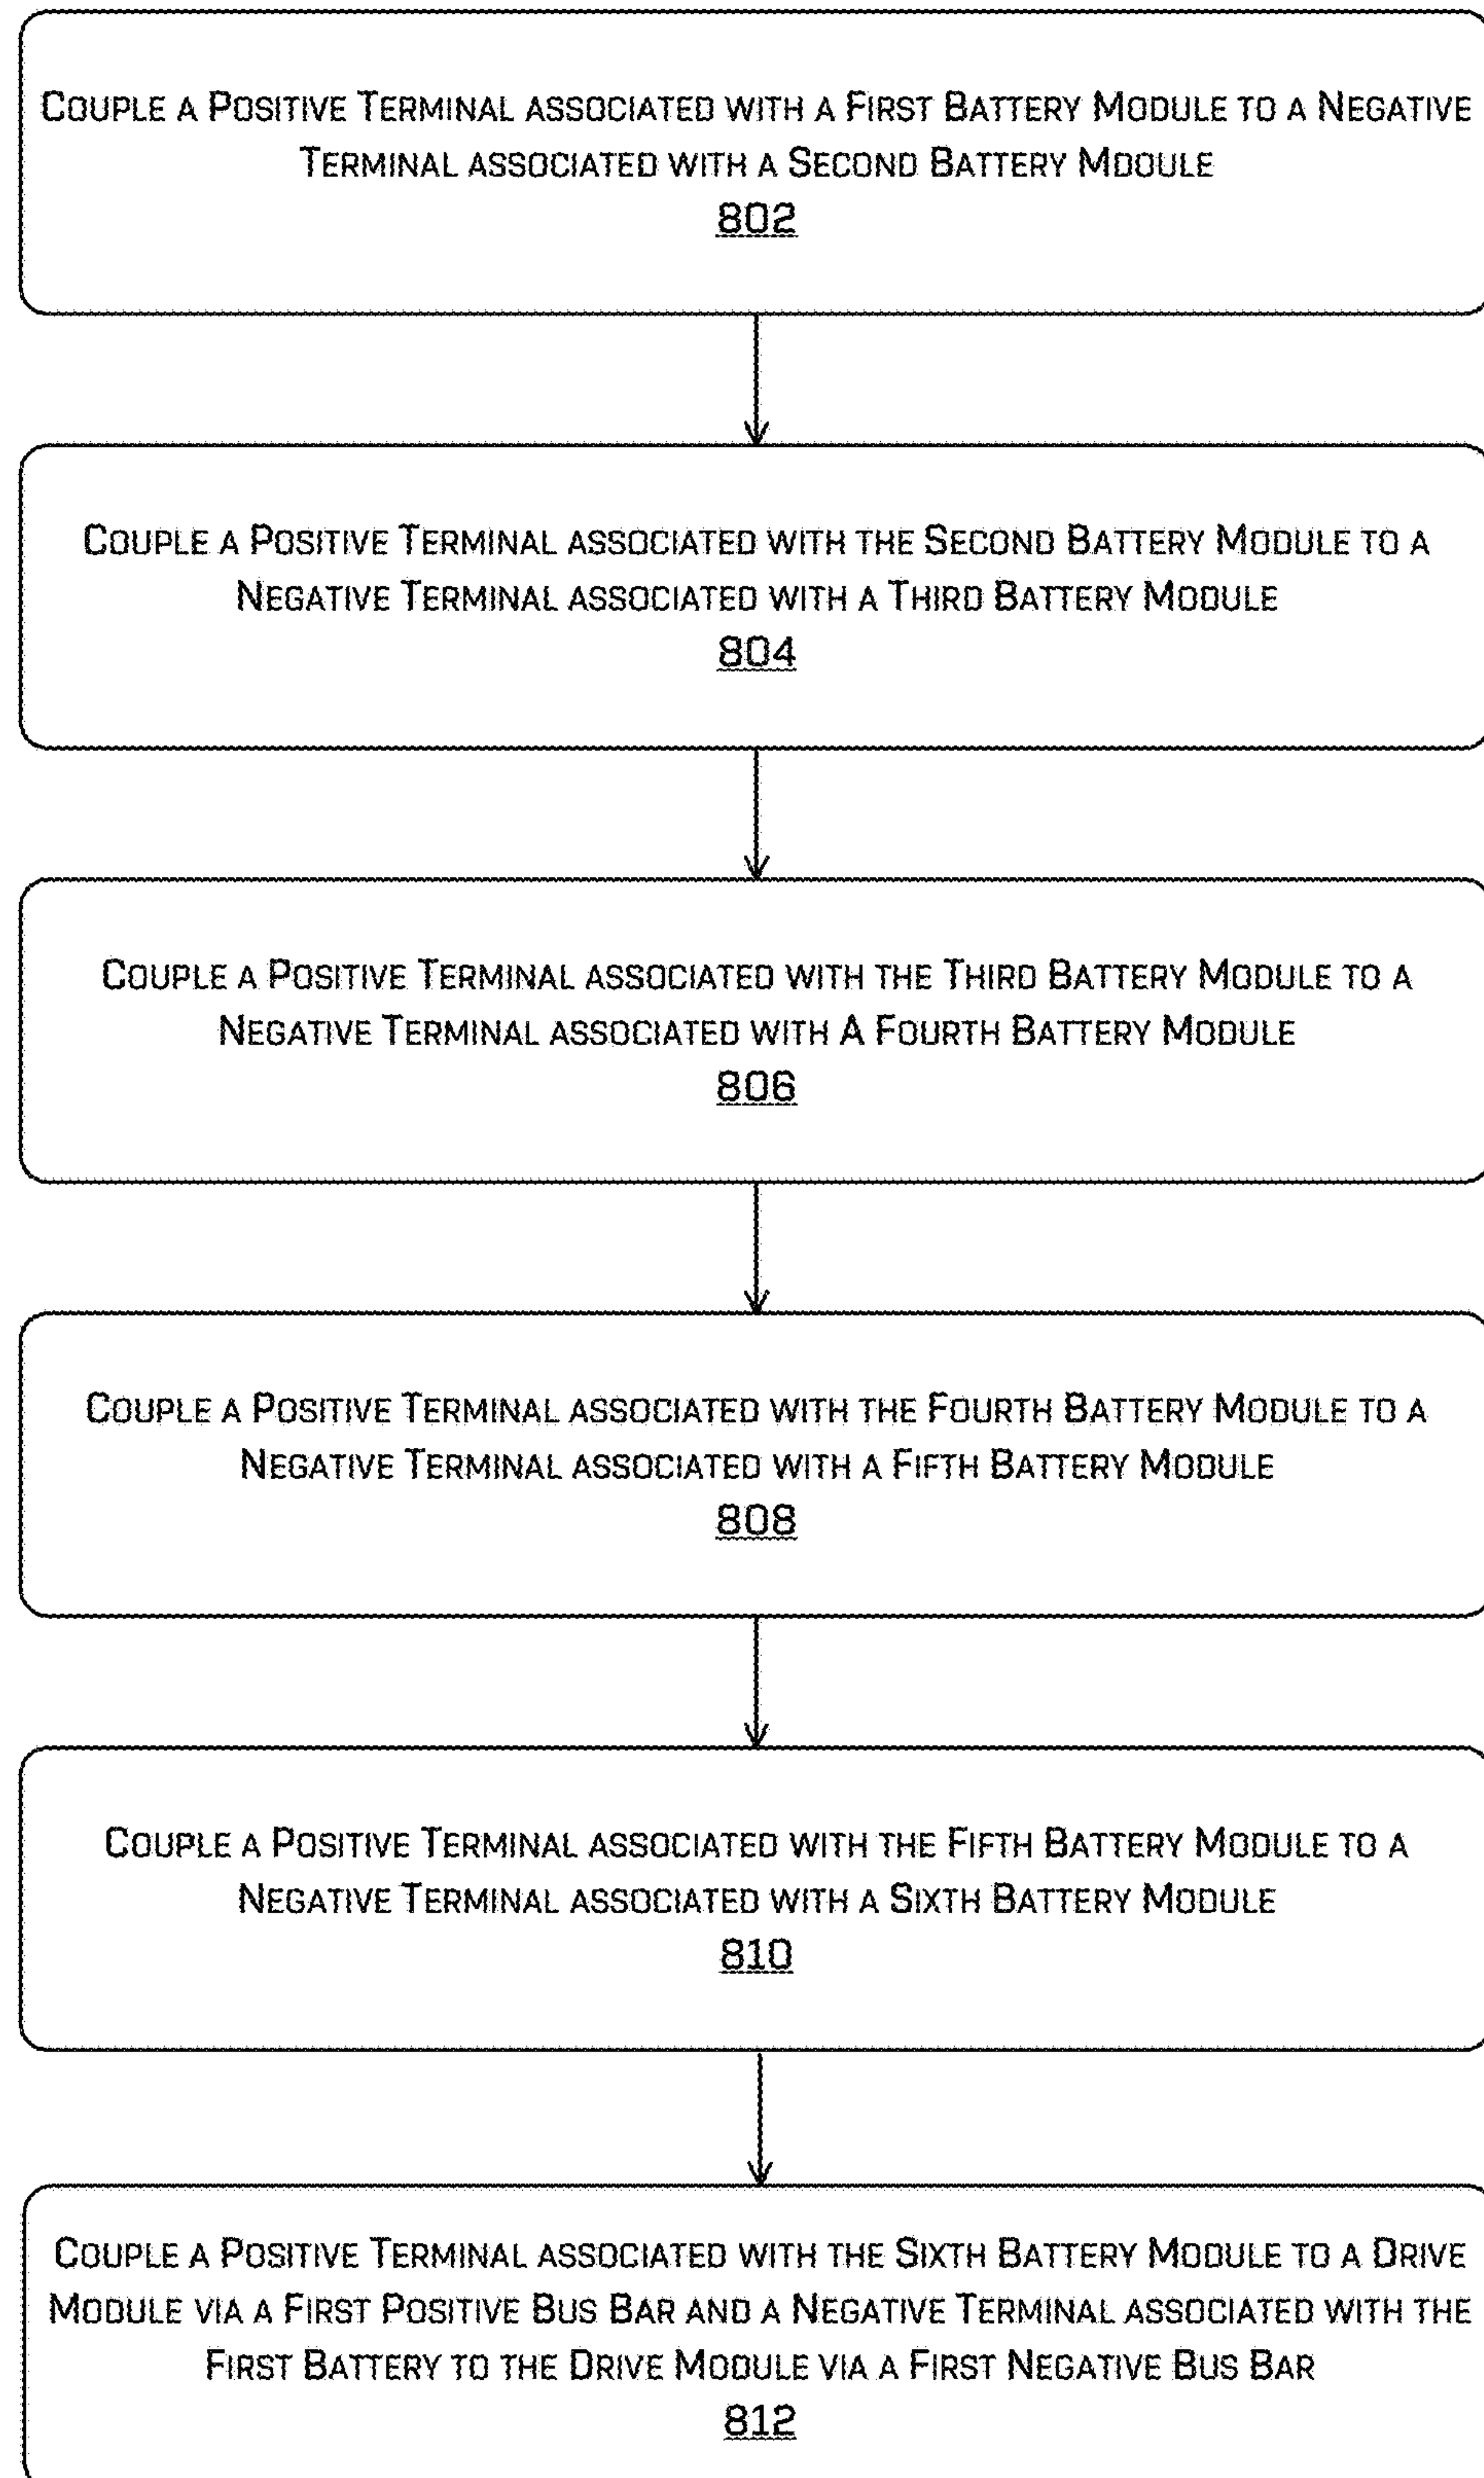 Couple a Positive Terminal associated with a First Battery Module to a Negative
Terminal associated with a Second Battery Module
802
Couple a Positive Terminal associated with the Second Battery Module to a
Negative Terminal associated with a Third Battery Module
804
Couple a Positive Terminal associated with the Third Battery Module to a
Negative Terminal associated with A Fourth Battery Module
806
Couple a Positive Terminal associated with the Fourth Battery Module to a
Negative Terminal associated with a Fifth Battery Module
808
Couple a Positive Terminal associated with the Fifth Battery Module to a
Negative Terminal associated with a Sixth Battery Module
810
Couple a Positive Terminal associated with the Sixth Battery Module to a Drive
Module via a First Positive Bus Bar and a Negative Terminal associated with the
First Battery to the Drive Module via a First Negative Bus Bar
812